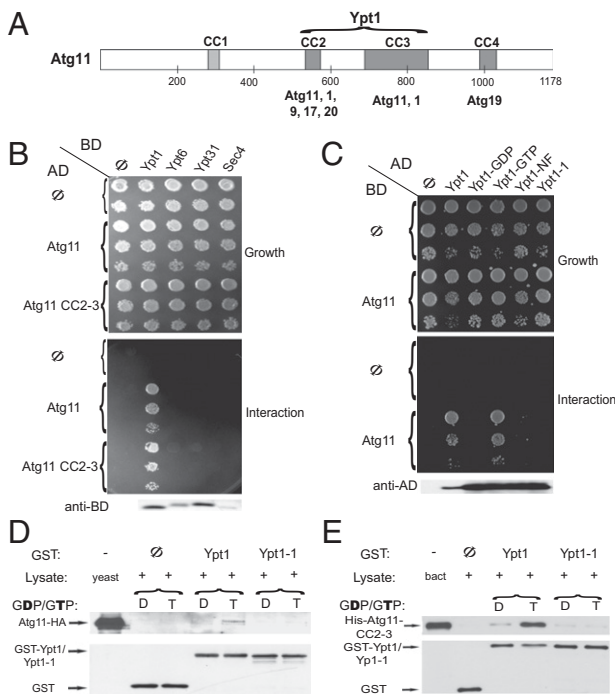 A
Ypt1
Atg11
CC1 CC2 CC3 CC4
200 400 600 800 1000 1178
Atg11, 1, Atg11, 1 Atg19
9, 17, 20
B
BD
AD
Ø Ypt1 Ypt6 Ypt31 Sec4
Ø
Atg11
Growth
Atg11 CC2-3
Ø
Interaction
Atg11
Atg11 CC2-3
anti-BD
C
AD
BD
Ø Ypt1 Ypt1-GDP Ypt1-GTP Ypt1-NF Ypt1-1
Ø
Growth
Atg11
Ø
Interaction
Atg11
anti-AD
D
GST: - Ø Ypt1 Ypt1-1
Lysate: yeast + + + + + +
GDP/GTP: D T D T D T
Atg11-HA
GST-Ypt1/
Ypt1-1
GST
E
GST: - Ø Ypt1 Ypt1-1
Lysate: bact + + + + +
GDP/GTP: D T D T
His-Atg11-
CC2-3
GST-Ypt1/
Yp1-1
GST